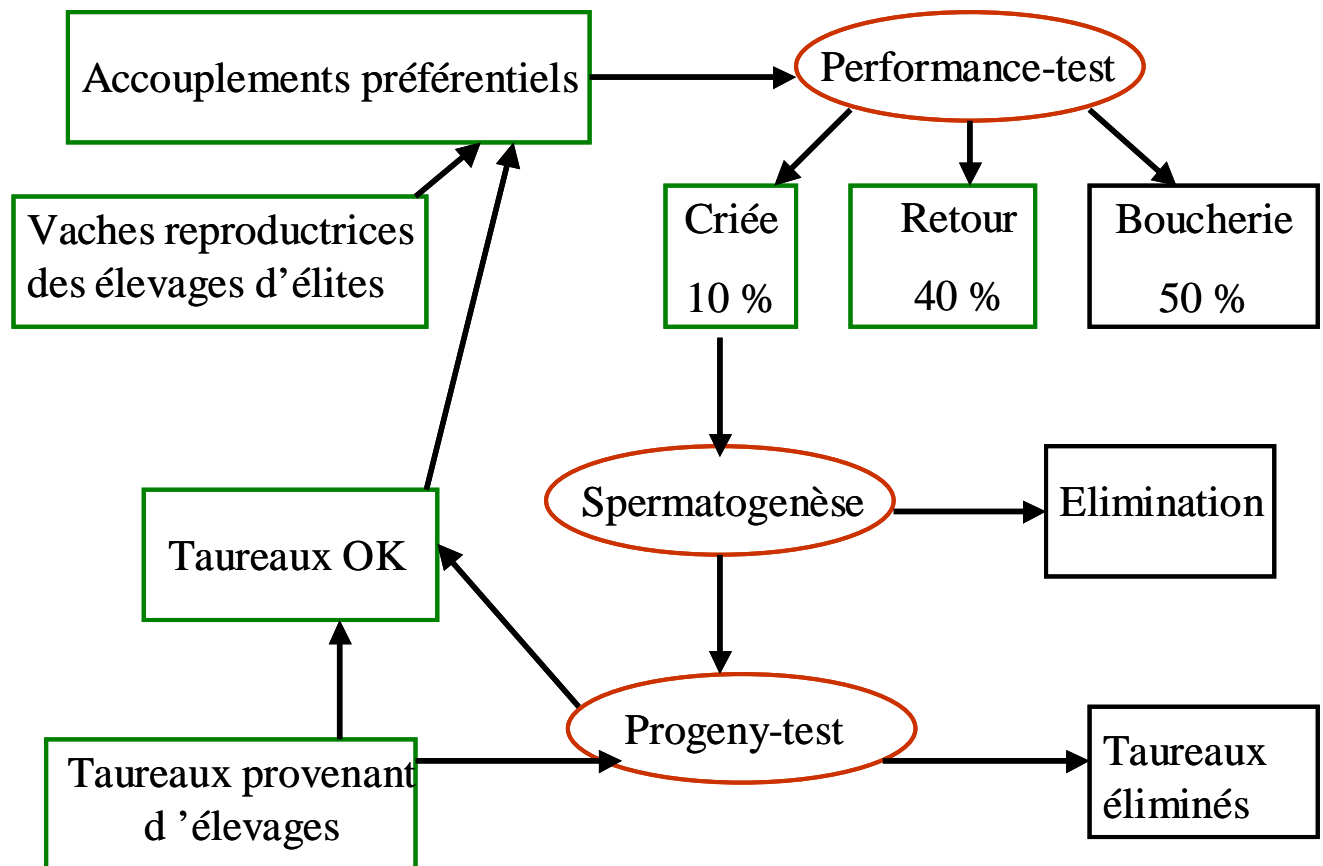 Accouplements préférentiels
Performance-test
Vaches reproductrices
des élevages d’élites
Criée
10 %
Retour
40 %
Boucherie
50 %
Spermatogenèse
Elimination
Taureaux OK
Progeny-test
Taureaux
éliminés
Taureaux provenant
d ’élevages